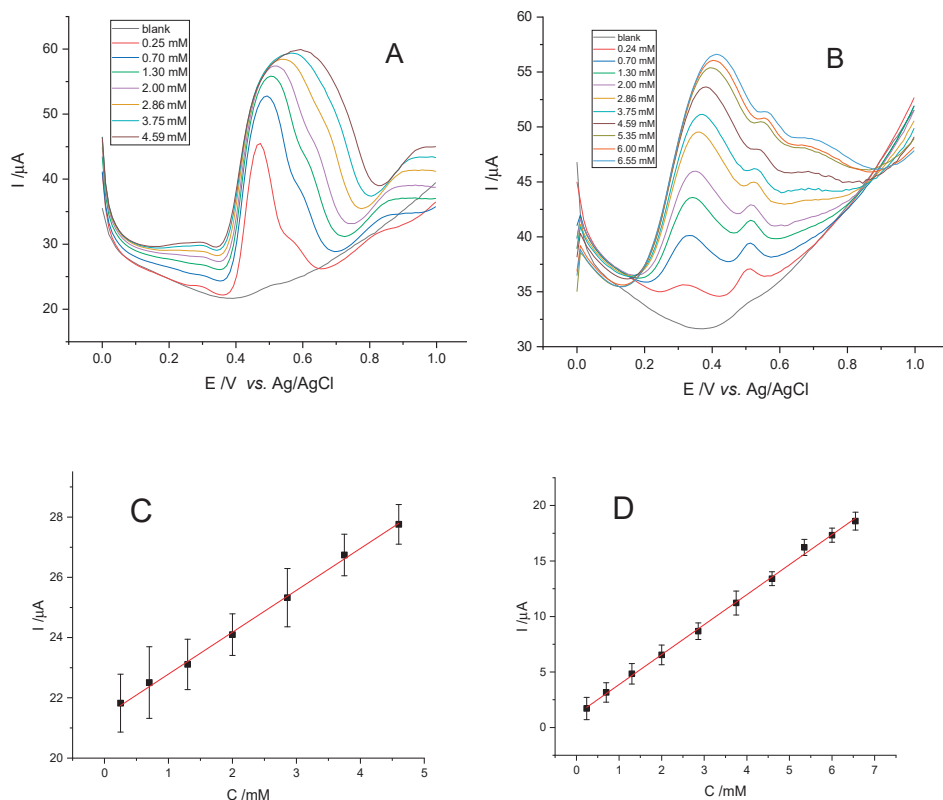 A
blank
0.25 mM
0.70 mM
1.30 mM
2.00 mM
2.86 mM
3.75 mM
4.59 mM
60
50
40
30
20
I /µA
0.0 0.2 0.4 0.6 0.8 1.0
E /V vs. Ag/AgCl
B
blank
0.24 mM
0.70 mM
1.30 mM
2.00 mM
2.86 mM
3.75 mM
4.59 mM
5.35 mM
6.00 mM
6.55 mM
60
55
50
45
40
35
30
I /µA
0.0 0.2 0.4 0.6 0.8 1.0
E /V vs. Ag/AgCl
C
28
26
24
22
20
I /µA
0 1 2 3 4 5
C /mM
D
20
15
10
5
0
I /µA
0 1 2 3 4 5 6 7
C /mM